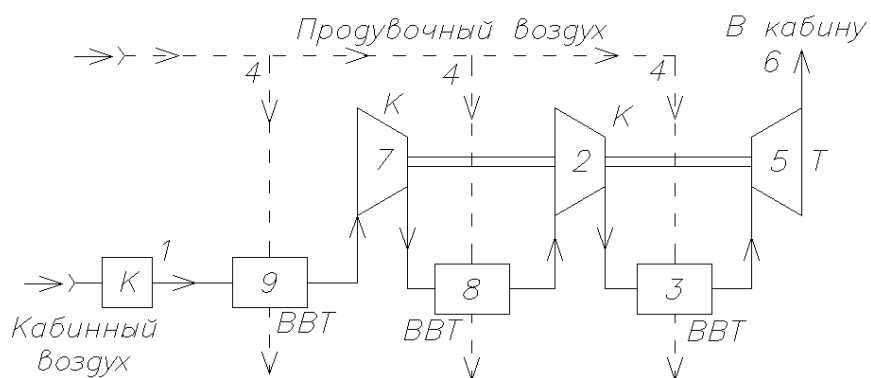 Продувочный воздух
В кабину
6
4
4
4
К
К
7
2
5
Т
1
К
9
8
3
ВВТ
ВВТ
ВВТ
Кабинный
воздух